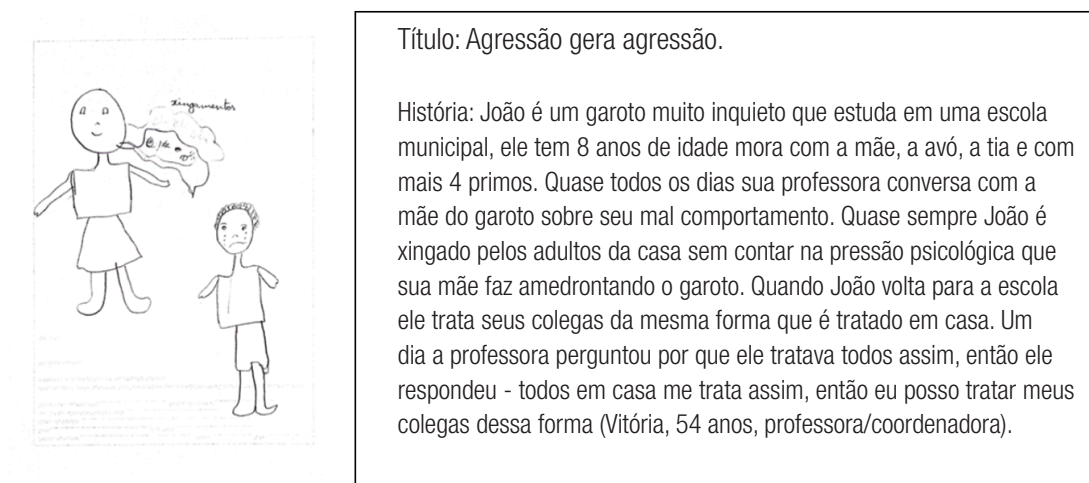 xingamentos
Título: Agressão gera agressão.
História: João é um garoto muito inquieto que estuda em uma escola
municipal, ele tem 8 anos de idade mora com a mãe, a avó, a tia e com
mais 4 primos. Quase todos os dias sua professora conversa com a
mãe do garoto sobre seu mal comportamento. Quase sempre João é
xingado pelos adultos da casa sem contar na pressão psicológica que
sua mãe faz amedrontando o garoto. Quando João volta para a escola
ele trata seus colegas da mesma forma que é tratado em casa. Um
dia a professora perguntou por que ele tratava todos assim, então ele
respondeu - todos em casa me trata assim, então eu posso tratar meus
colegas dessa forma (Vitória, 54 anos, professora/coordenadora).